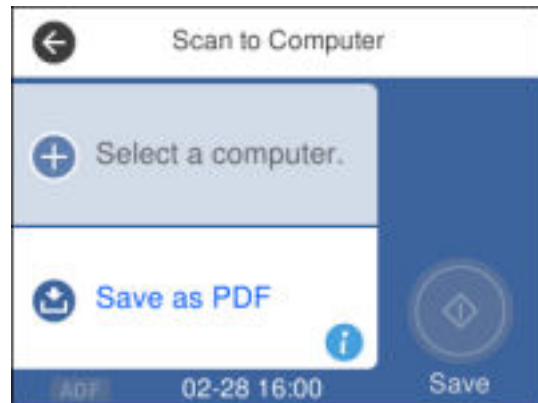 Scan to Computer
Select a computer.
Save as PDF
i
ADF
02-28 16:00
Save